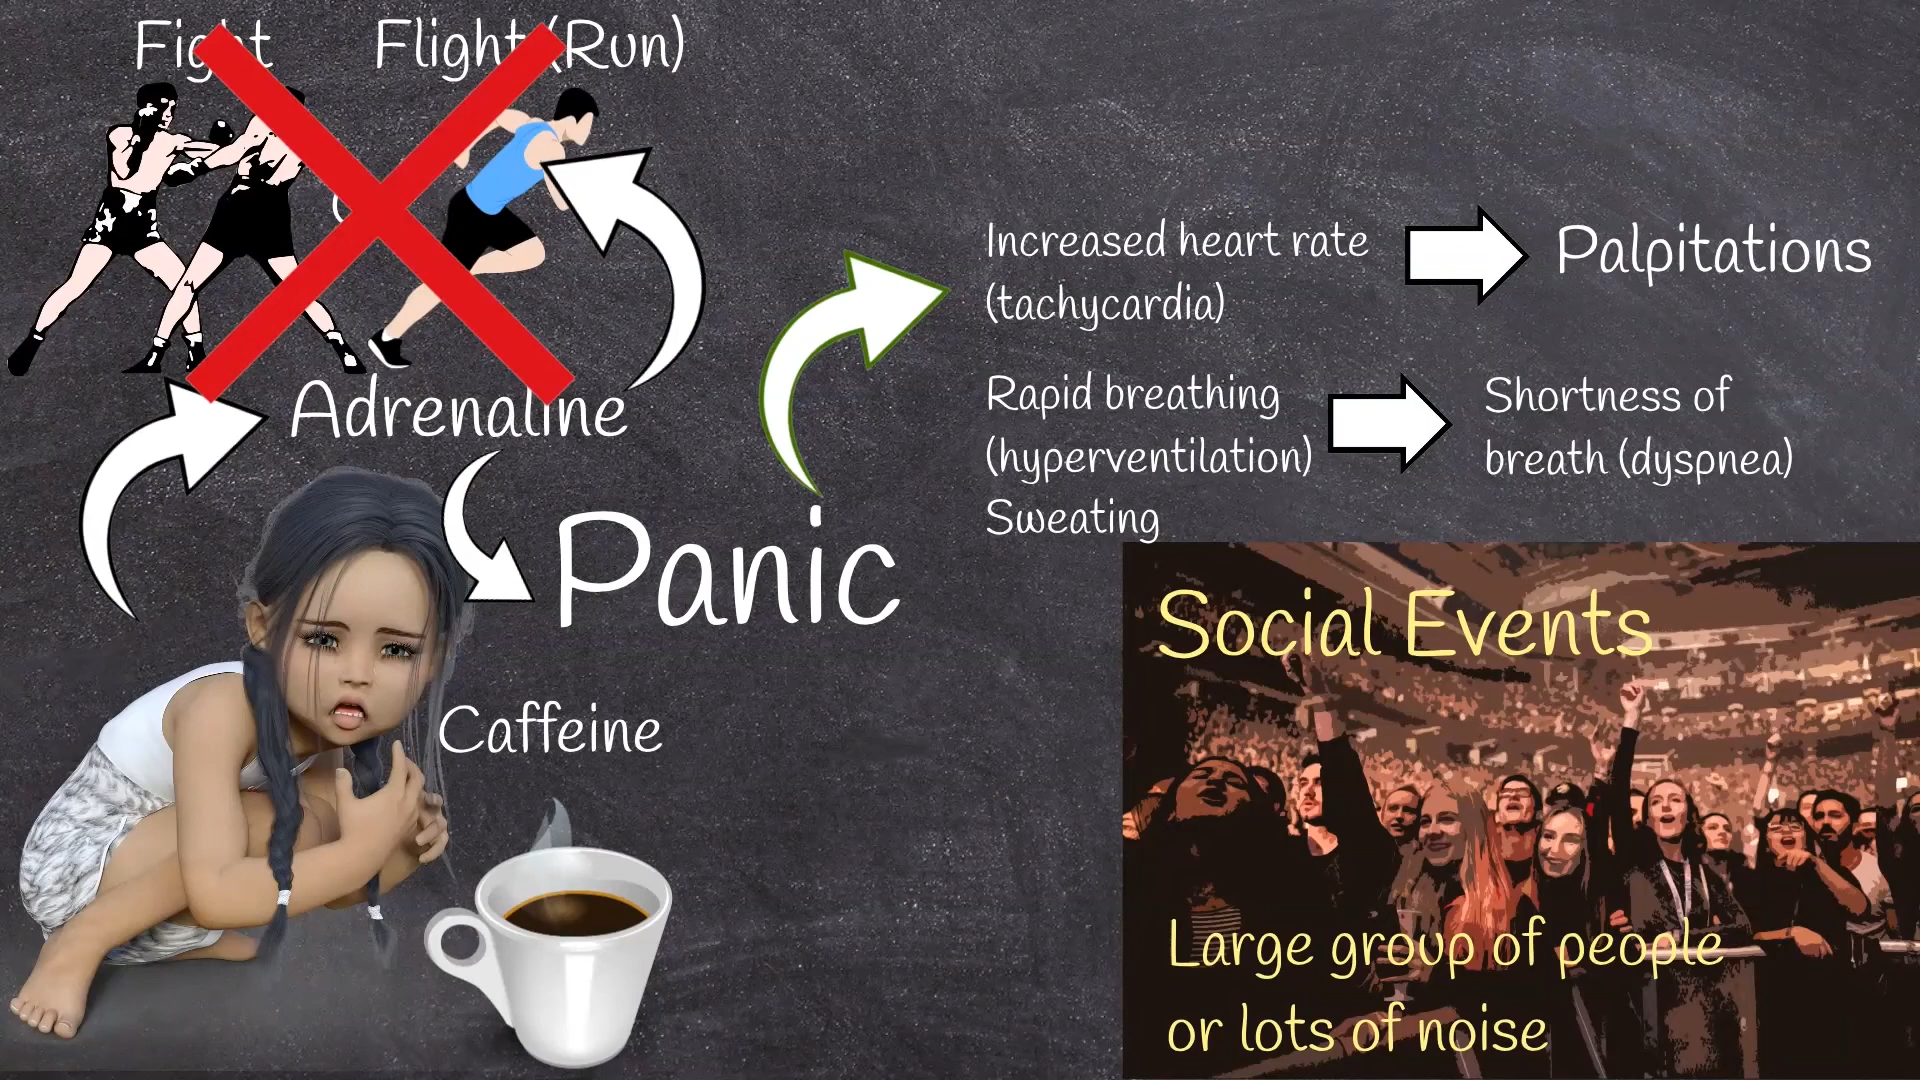 Fight
Flight (Run)
Adrenaline
Panic
Caffeine
Increased heart rate
(tachycardia)
Palpitations
Rapid breathing
(hyperventilation)
Shortness of
breath (dyspnea)
Sweating
Social Events
Large group of people
or lots of noise